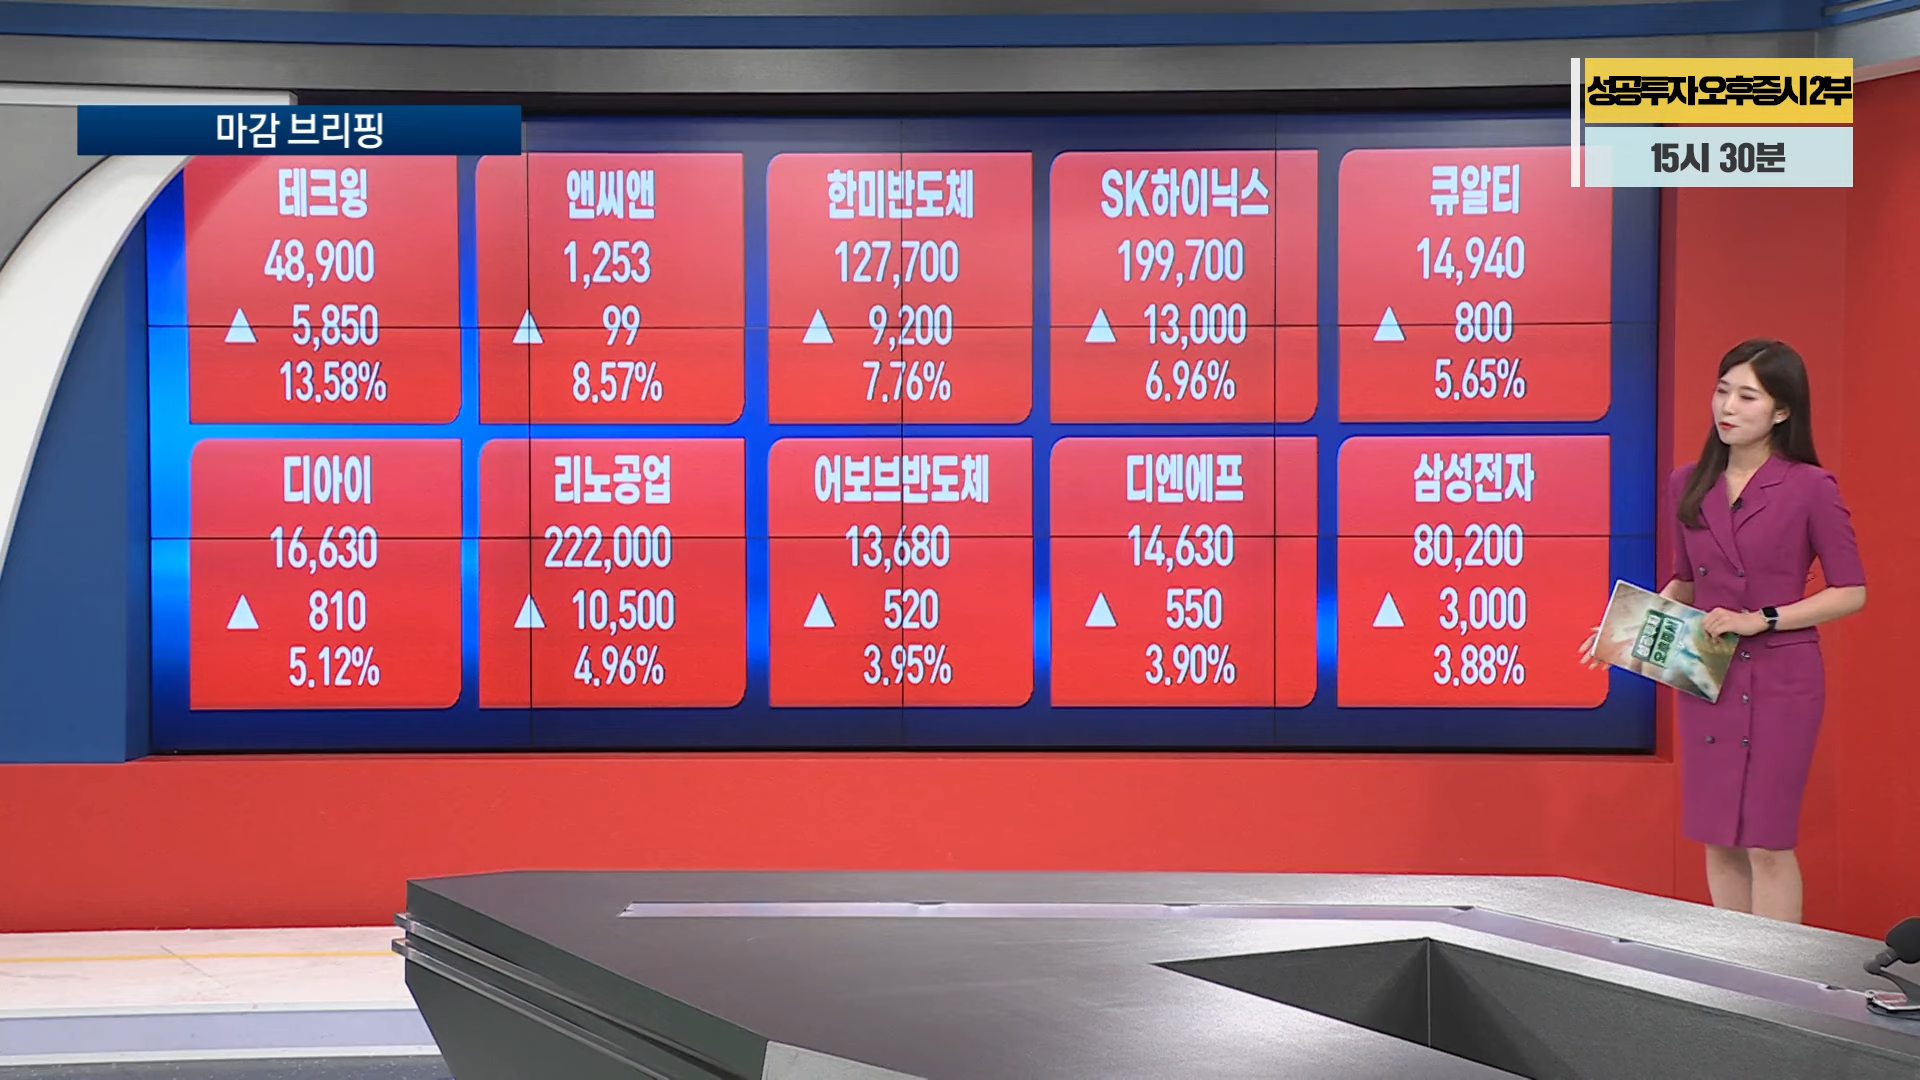 성공투자 오후증시 2부
15시 30분
마감 브리핑
테크윙
48,900
▲ 5,850
13.58%
앤씨앤
1,253
▲ 99
8.57%
한미반도체
127,700
▲ 9,200
7.76%
SK하이닉스
199,700
▲ 13,000
6.96%
큐알티
14,940
▲ 800
5.65%
디아이
16,630
▲ 810
5.12%
리노공업
222,000
▲ 10,500
4.96%
어보브반도체
13,680
▲ 520
3.95%
디엔에프
14,630
▲ 550
3.90%
삼성전자
80,200
▲ 3,000
3.88%